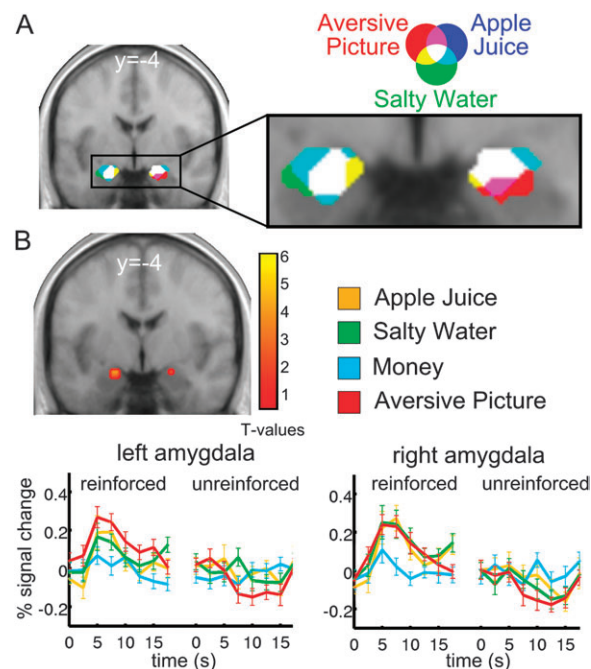 A
y=-4
Aversive Picture
Apple Juice
Salty Water
B
y=-4
6
5
4
3
2
1
T-values
Apple Juice
Salty Water
Money
Aversive Picture
left amygdala
right amygdala
reinforced
unreinforced
reinforced
unreinforced
% signal change
0.4
0.2
0
-0.2
0.4
0.2
0
-0.2
0 5 10 15 0 5 10 15
0 5 10 15 0 5 10 15
time (s)
time (s)